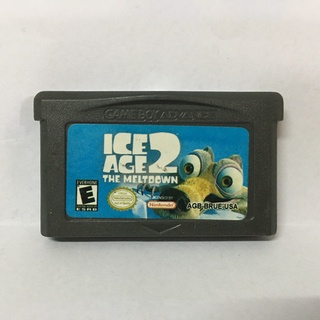 GAME BOY ADVANCE
ICE
AGE 2
THE MELTDOWN
EVERYONE
E
ESRB
Nintendo
AGB-BRUE-USA